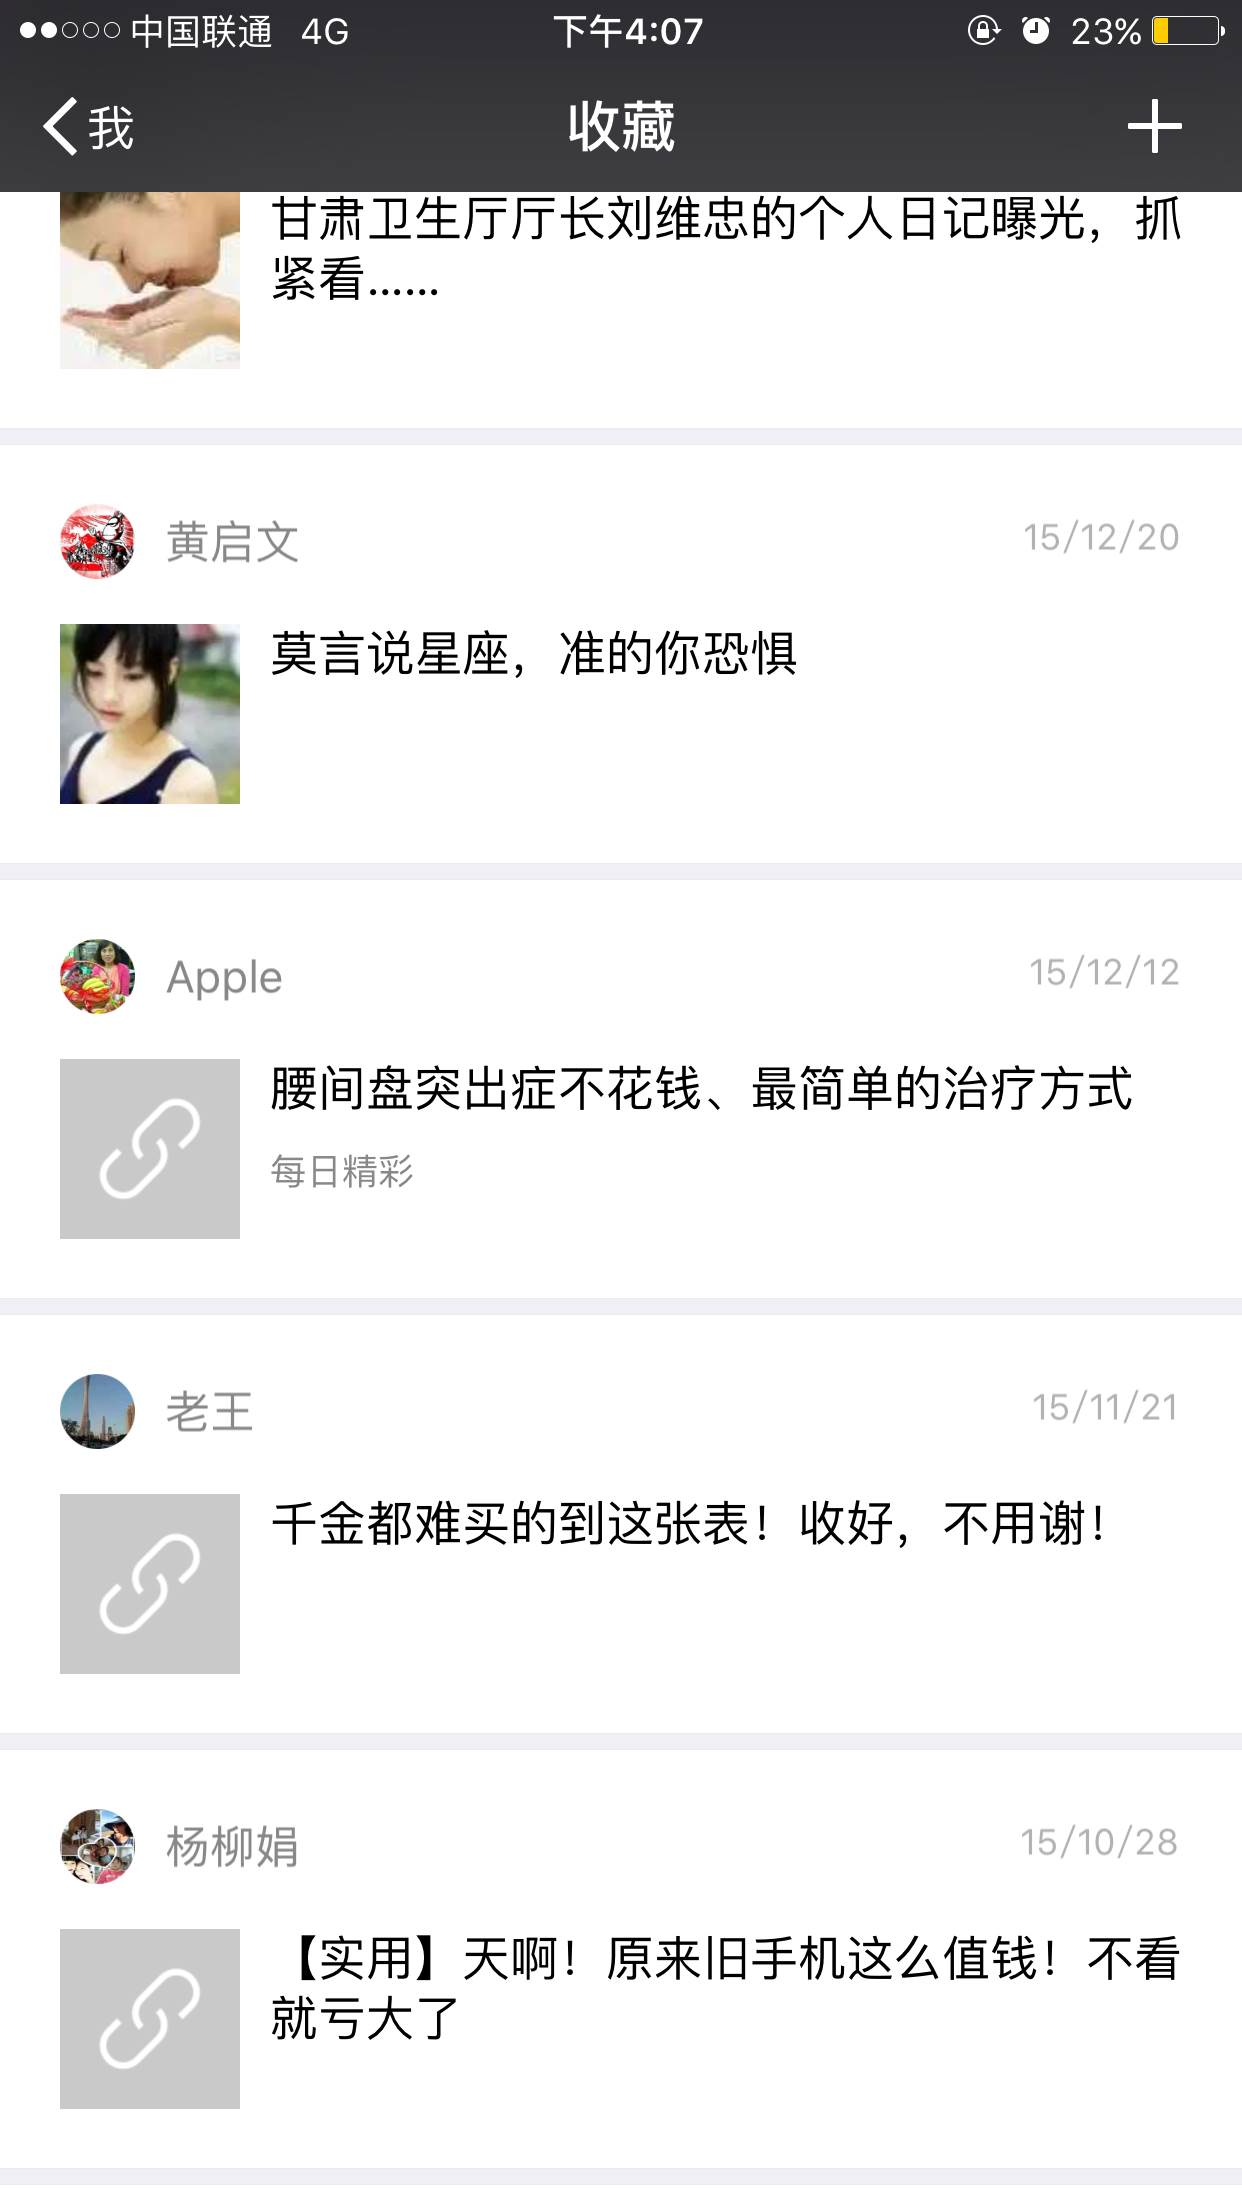 中国联通 4G 下午4:07 23%
我 收藏
甘肃卫生厅厅长刘维忠的个人日记曝光，抓
紧看......
黄启文 15/12/20
莫言说星座，准的你恐惧
Apple 15/12/12
腰间盘突出症不花钱、最简单的治疗方式
每日精彩
老王 15/11/21
千金都难买的到这张表！收好，不用谢！
杨柳娟 15/10/28
【实用】天啊！原来旧手机这么值钱！不看
就亏大了